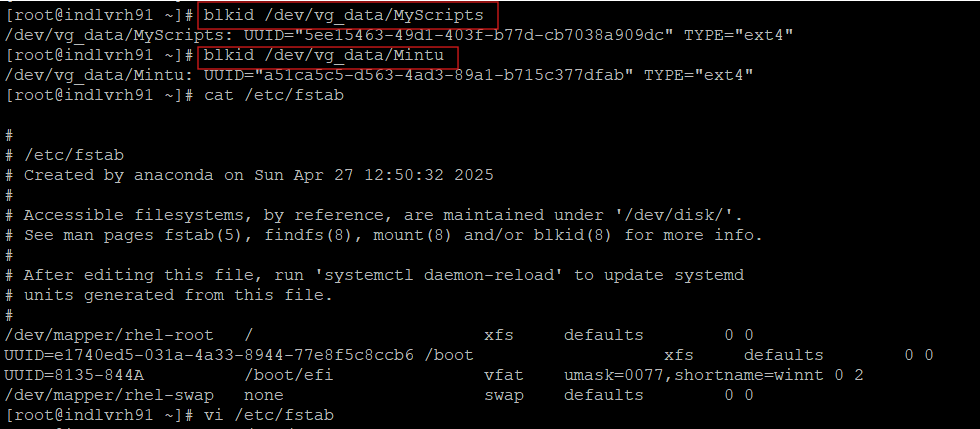 [root@indlvrh91 ~]# blkid /dev/vg_data/MyScripts
/dev/vg_data/MyScripts: UUID="5ee15463-49d1-403f-b77d-cb7038a909dc" TYPE="ext4"
[root@indlvrh91 ~]# blkid /dev/vg_data/Mintu
/dev/vg_data/Mintu: UUID="a51ca5c5-d563-4ad3-89a1-b715c377dfab" TYPE="ext4"
[root@indlvrh91 ~]# cat /etc/fstab
#
# /etc/fstab
# Created by anaconda on Sun Apr 27 12:50:32 2025
#
# Accessible filesystems, by reference, are maintained under '/dev/disk/'.
# See man pages fstab(5), findfs(8), mount(8) and/or blkid(8) for more info.
#
# After editing this file, run 'systemctl daemon-reload' to update systemd
# units generated from this file.
#
/dev/mapper/rhel-root   /                       xfs     defaults        0 0
UUID=e1740ed5-031a-4a33-8944-77e8f5c8ccb6 /boot                   xfs     defaults        0 0
UUID=8135-844A          /boot/efi               vfat    umask=0077,shortname=winnt 0 2
/dev/mapper/rhel-swap   none                    swap    defaults        0 0
[root@indlvrh91 ~]# vi /etc/fstab